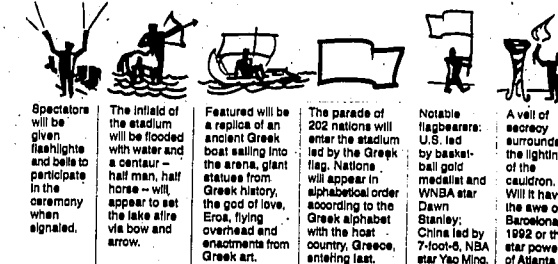 Spectators
will be
given
flashlights
and bells to
participate
in the
ceremony
when
signaled.
The infield of
the stadium
will be flooded
with water and
a centaur –
half man, half
horse – will
appear to set
the lake afire
via bow and
arrow.
Featured will be
a replica of an
ancient Greek
boat sailing into
the arena, giant
statues from
Greek history,
the god of love,
Eros, flying
overhead and
enactments from
Greek art.
The parade of
202 nations will
enter the stadium
led by the Greek
flag. Nations
will appear in
alphabetical order
according to the
Greek alphabet
with the host
country, Greece,
entering last.
Notable
flagbearers:
U.S. led
by basket-
ball gold
medalist and
WNBA star
Dawn
Stanley;
China led by
7-foot-6, NBA
star Yao Ming.
A veil of
secrecy
surrounds
the lighting
of the
cauldron.
Will it have
the awe of
Barcelona
1992 or th
star powe
of Atlanta